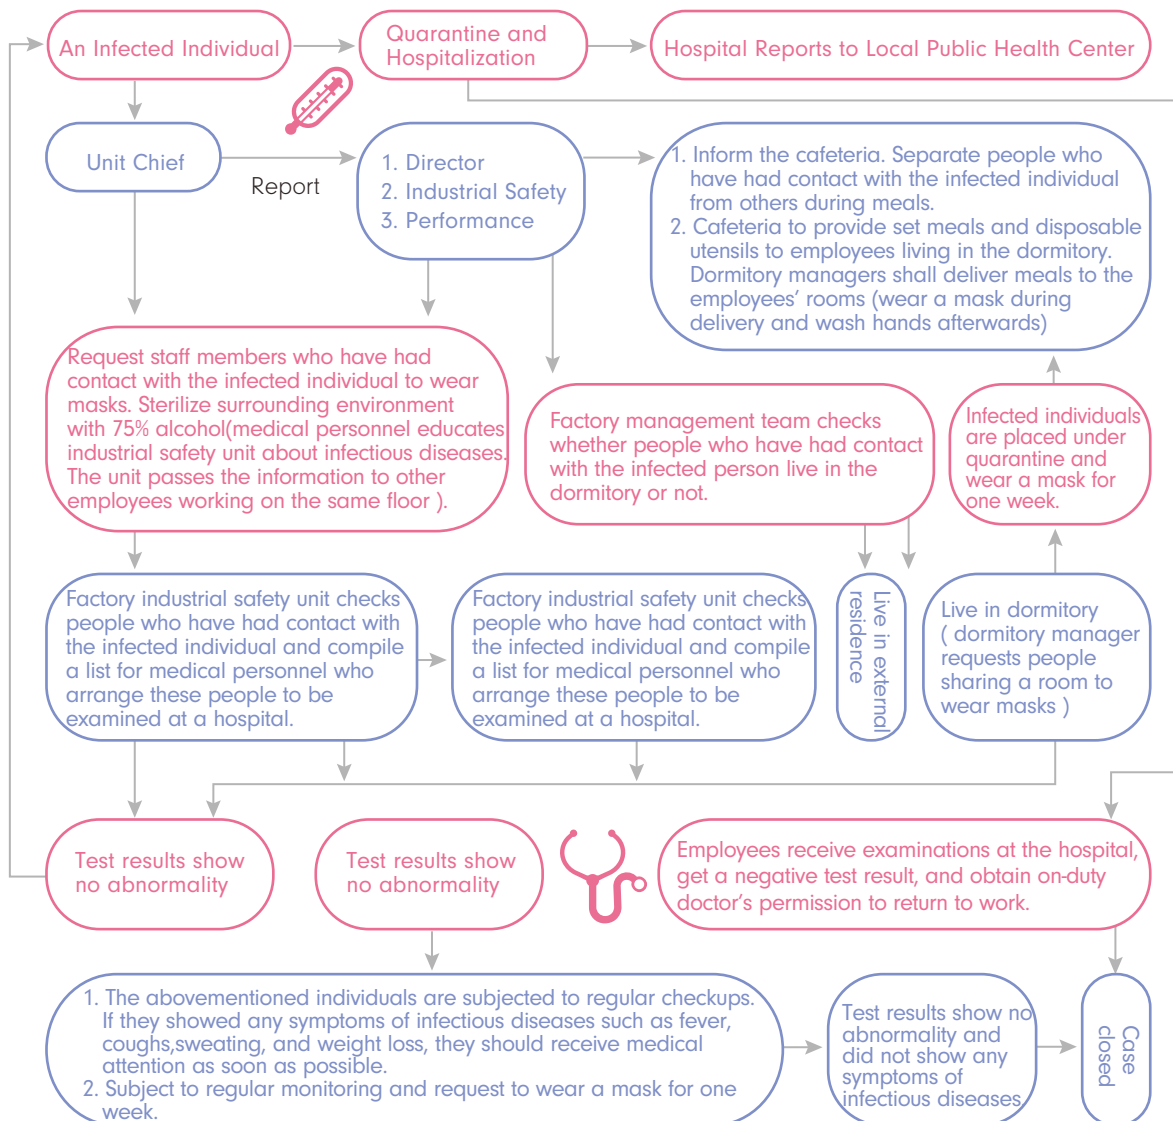 An Infected Individual
Quarantine and
Hospitalization
Hospital Reports to Local Public Health Center
Unit Chief
Report
1. Director
2. Industrial Safety
3. Performance
1. Inform the cafeteria. Separate people who
have had contact with the infected individual
from others during meals.
2. Cafeteria to provide set meals and disposable
utensils to employees living in the dormitory.
Dormitory managers shall deliver meals to the
employees' rooms (wear a mask during
delivery and wash hands afterwards)
Request staff members who have had
contact with the infected individual to wear
masks. Sterilize surrounding environment
with 75% alcohol(medical personnel educates
industrial safety unit about infectious diseases.
The unit passes the information to other
employees working on the same floor ).
Factory management team checks
whether people who have had contact
with the infected person live in the
dormitory or not.
Infected individuals
are placed under
quarantine and
wear a mask for
one week.
Factory industrial safety unit checks
people who have had contact with
the infected individual and compile
a list for medical personnel who
arrange these people to be
examined at a hospital.
Factory industrial safety unit checks
people who have had contact with
the infected individual and compile
a list for medical personnel who
arrange these people to be
examined at a hospital.
Live in external
residence
Live in dormitory
( dormitory manager
requests people
sharing a room to
wear masks )
Test results show
no abnormality
Test results show
no abnormality
Employees receive examinations at the hospital,
get a negative test result, and obtain on-duty
doctor's permission to return to work.
1. The abovementioned individuals are subjected to regular checkups.
If they showed any symptoms of infectious diseases such as fever,
coughs,sweating, and weight loss, they should receive medical
attention as soon as possible.
2. Subject to regular monitoring and request to wear a mask for one
week.
Test results show no
abnormality and
did not show any
symptoms of
infectious diseases.
Case
closed